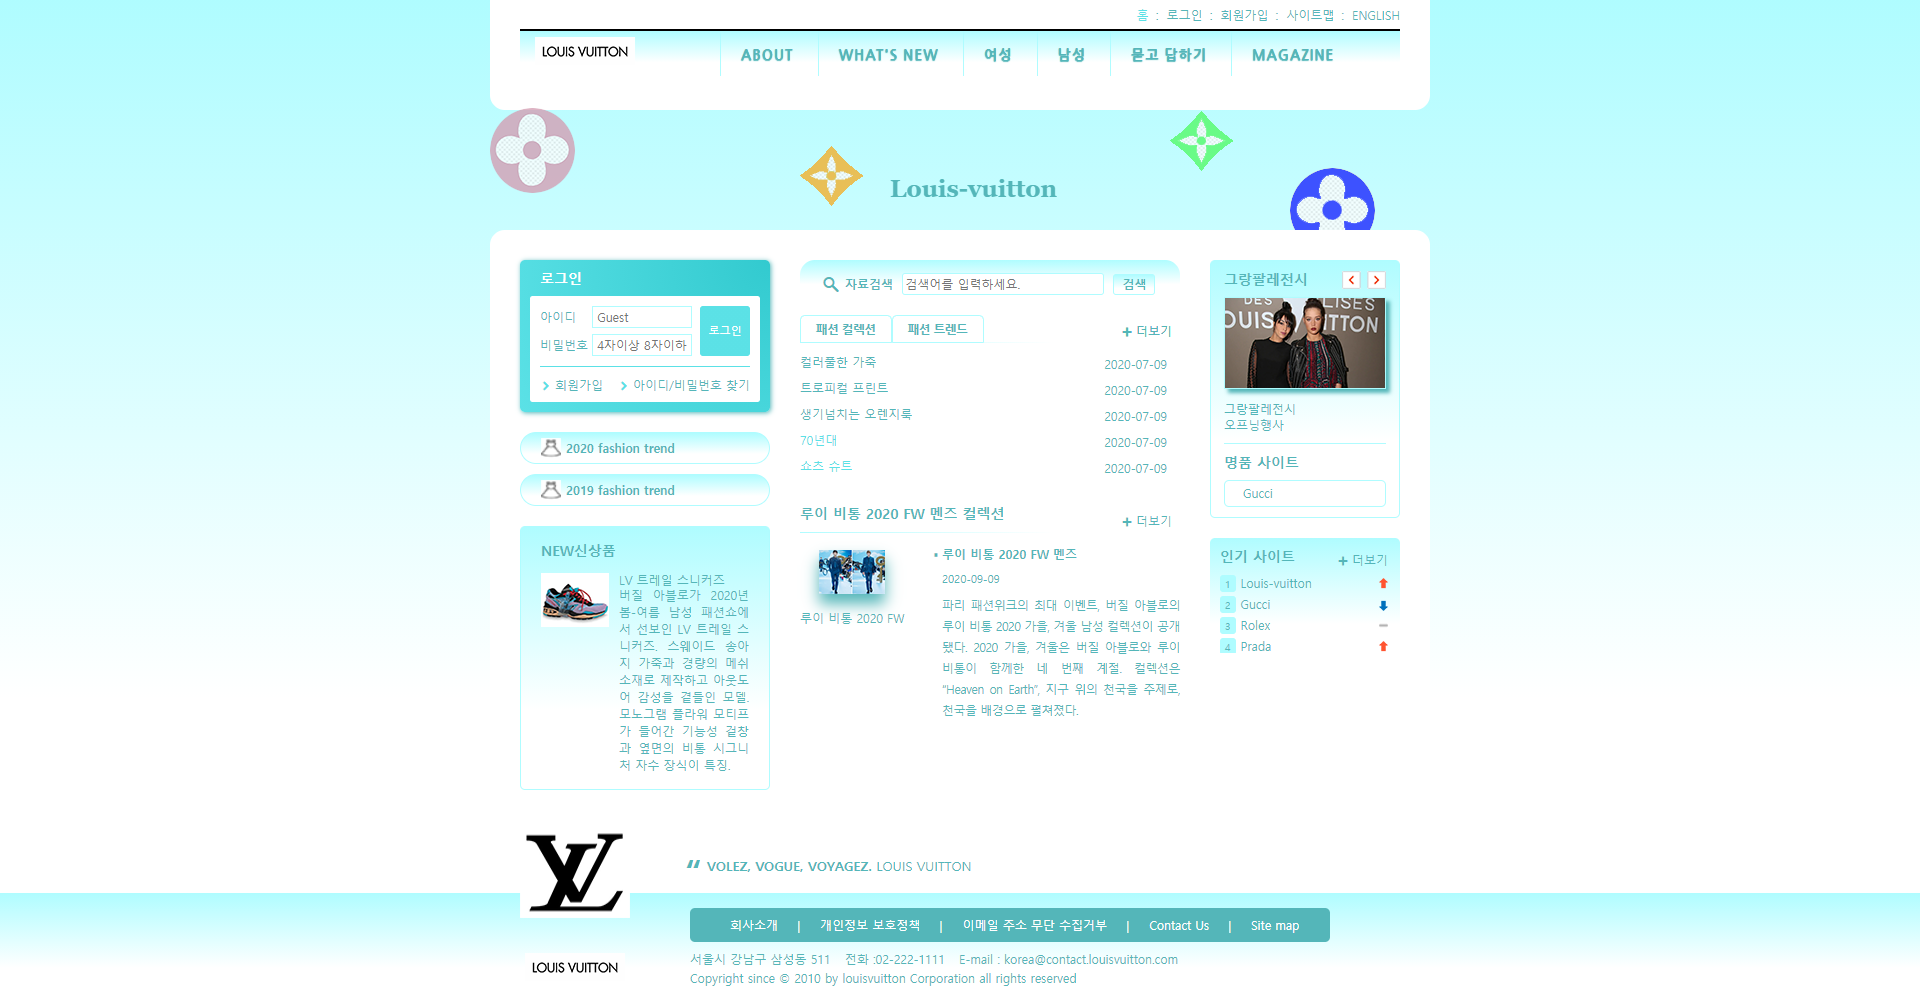 홈 : 로그인 : 회원가입 : 사이트맵 : ENGLISH
LOUIS VUITTON
ABOUT
WHAT'S NEW
여성
남성
묻고 답하기
MAGAZINE
Louis-vuitton
로그인
아이디 Guest
비밀번호 4자이상 8자이하
로그인
회원가입 아이디/비밀번호 찾기
2020 fashion trend
2019 fashion trend
NEW신상품
LV 트레일 스니커즈
버질 아블로가 2020년
봄-여름 남성 패션쇼에
서 선보인 LV 트레일 스
니커즈. 스웨이드 송아
지 가죽과 경량의 메쉬
소재로 제작하고 아웃도
어 감성을 곁들인 모델.
모노그램 플라워 모티프
가 들어간 기능성 겉창
과 옆면의 비통 시그니
처 자수 장식이 특징.
자료검색 검색어를 입력하세요. 검색
패션 컬렉션
패션 트렌드
+ 더보기
컬러풀한 가죽 2020-07-09
트로피컬 프린트 2020-07-09
생기넘치는 오렌지룩 2020-07-09
70년대 2020-07-09
쇼츠 슈트 2020-07-09
루이 비통 2020 FW 멘즈 컬렉션
+ 더보기
루이 비통 2020 FW
루이 비통 2020 FW 멘즈
2020-09-09
파리 패션위크의 최대 이벤트, 버질 아블로의
루이 비통 2020 가을, 겨울 남성 컬렉션이 공개
됐다. 2020 가을, 겨울은 버질 아블로와 루이
비통이 함께한 네 번째 계절. 컬렉션은
“Heaven on Earth”, 지구 위의 천국을 주제로,
천국을 배경으로 펼쳐졌다.
그랑팔레전시
DES ELISES
OUIS VUITTON
그랑팔레전시
오프닝행사
명품 사이트
Gucci
인기 사이트
+ 더보기
1 Louis-vuitton
2 Gucci
3 Rolex
4 Prada
LV
“ VOLEZ, VOGUE, VOYAGEZ. LOUIS VUITTON
회사소개 | 개인정보 보호정책 | 이메일 주소 무단 수집거부 | Contact Us | Site map
LOUIS VUITTON
서울시 강남구 삼성동 511 전화 :02-222-1111 E-mail : korea@contact.louisvuitton.com
Copyright since © 2010 by louisvuitton Corporation all rights reserved